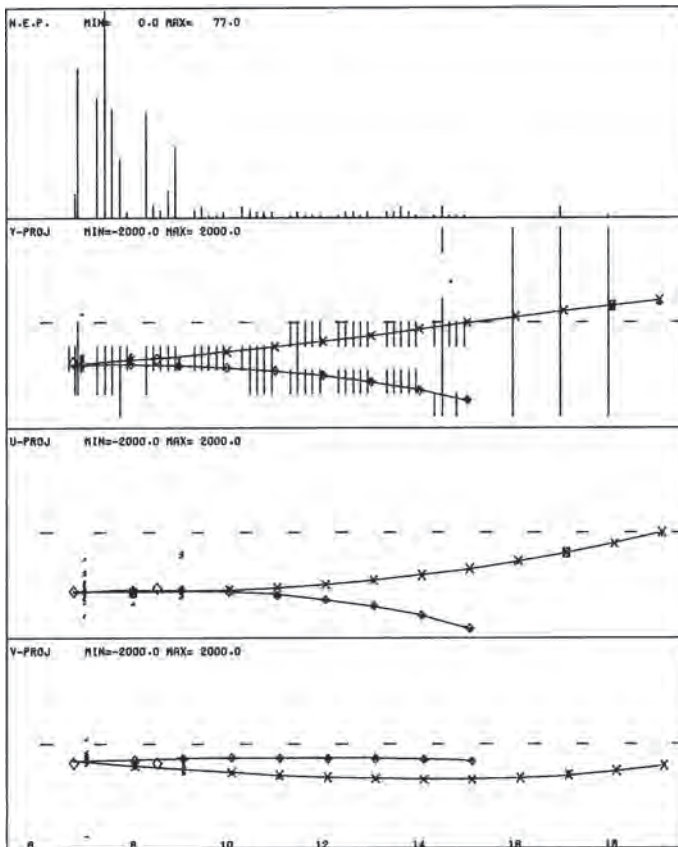 N.E.P. MIN= 0.0 MAX= 77.0
Y-PROJ MIN=-2000.0 MAX= 2000.0
U-PROJ MIN=-2000.0 MAX= 2000.0
V-PROJ MIN=-2000.0 MAX= 2000.0
8 10 12 14 16 18